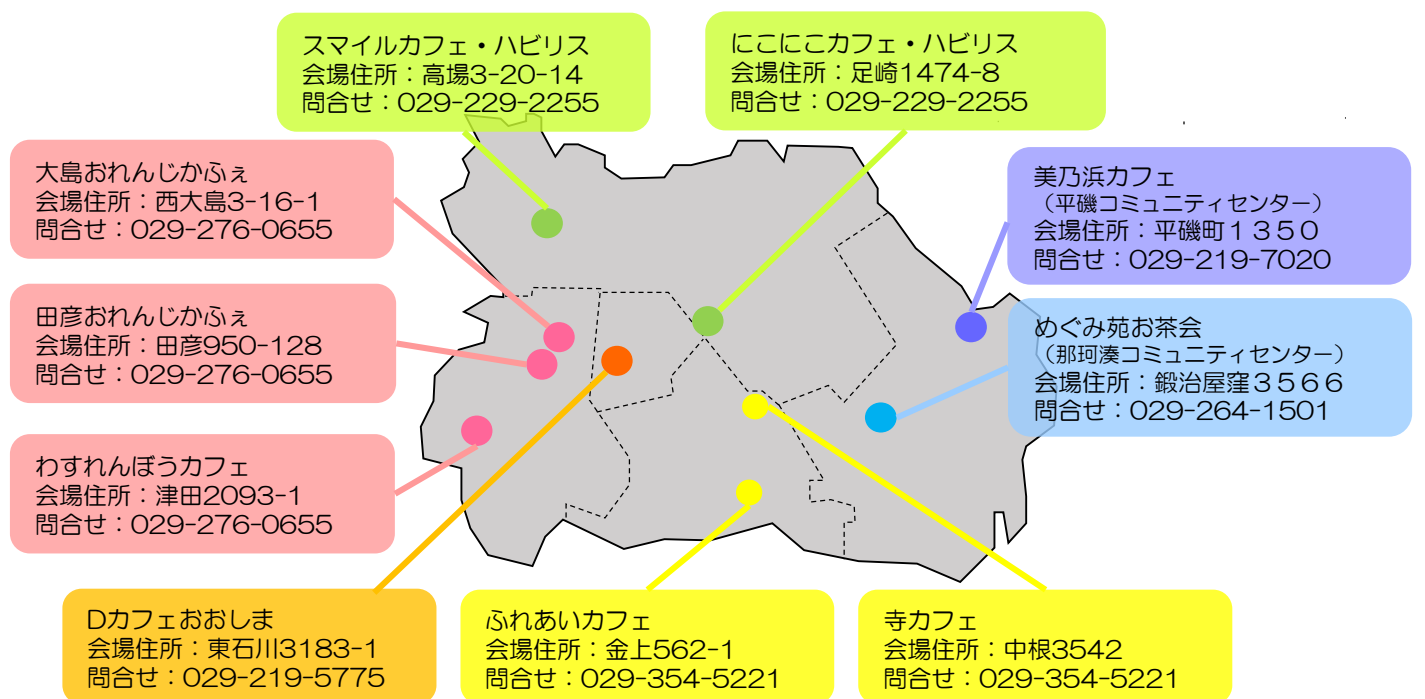 スマイルカフェ・ハビリス
会場住所：高場3-20-14
問合せ：029-229-2255
にこにこカフェ・ハビリス
会場住所：足崎1474-8
問合せ：029-229-2255
大島おれんじかふぇ
会場住所：西大島3-16-1
問合せ：029-276-0655
美乃浜カフェ
（平磯コミュニティセンター）
会場住所：平磯町１３５０
問合せ：029-219-7020
田彦おれんじかふぇ
会場住所：田彦950-128
問合せ：029-276-0655
めぐみ苑お茶会
（那珂湊コミュニティセンター）
会場住所：鍛治屋窪３５６６
問合せ：029-264-1501
わすれんぼうカフェ
会場住所：津田2093-1
問合せ：029-276-0655
Dカフェおおしま
会場住所：東石川3183-1
問合せ：029-219-5775
ふれあいカフェ
会場住所：金上562-1
問合せ：029-354-5221
寺カフェ
会場住所：中根3542
問合せ：029-354-5221